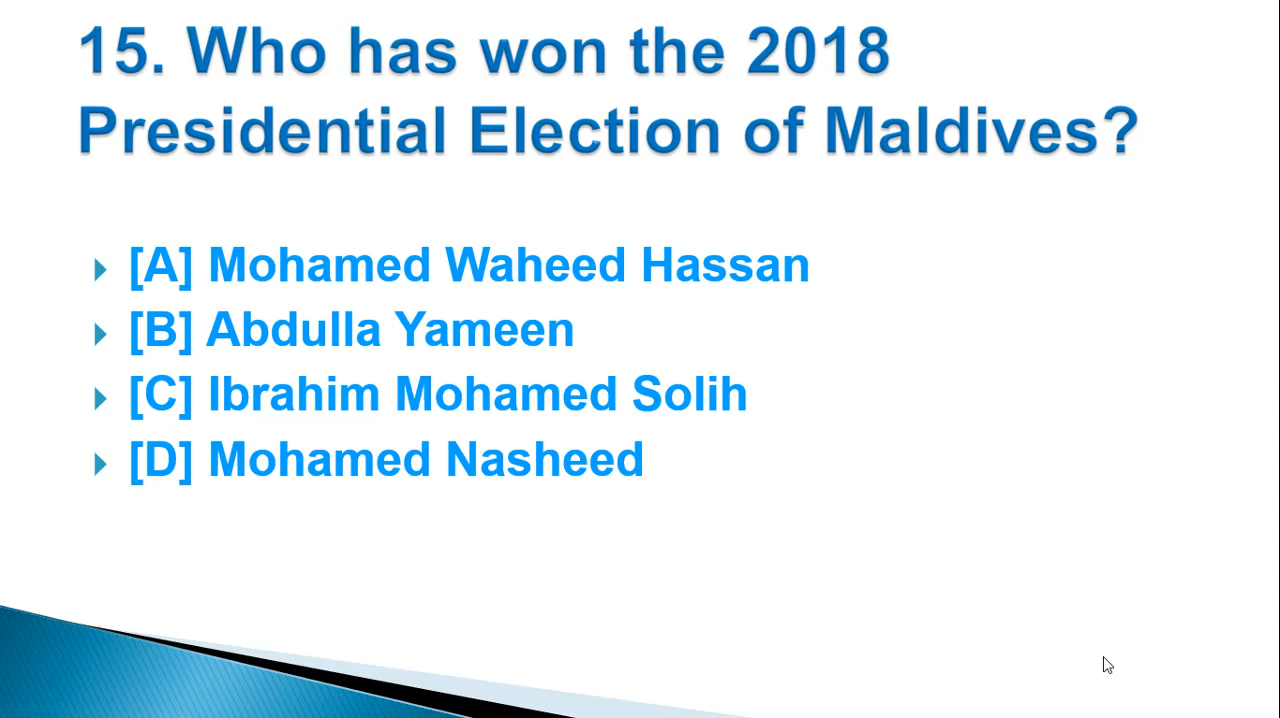 15. Who has won the 2018
Presidential Election of Maldives?
[A] Mohamed Waheed Hassan
[B] Abdulla Yameen
[C] Ibrahim Mohamed Solih
[D] Mohamed Nasheed